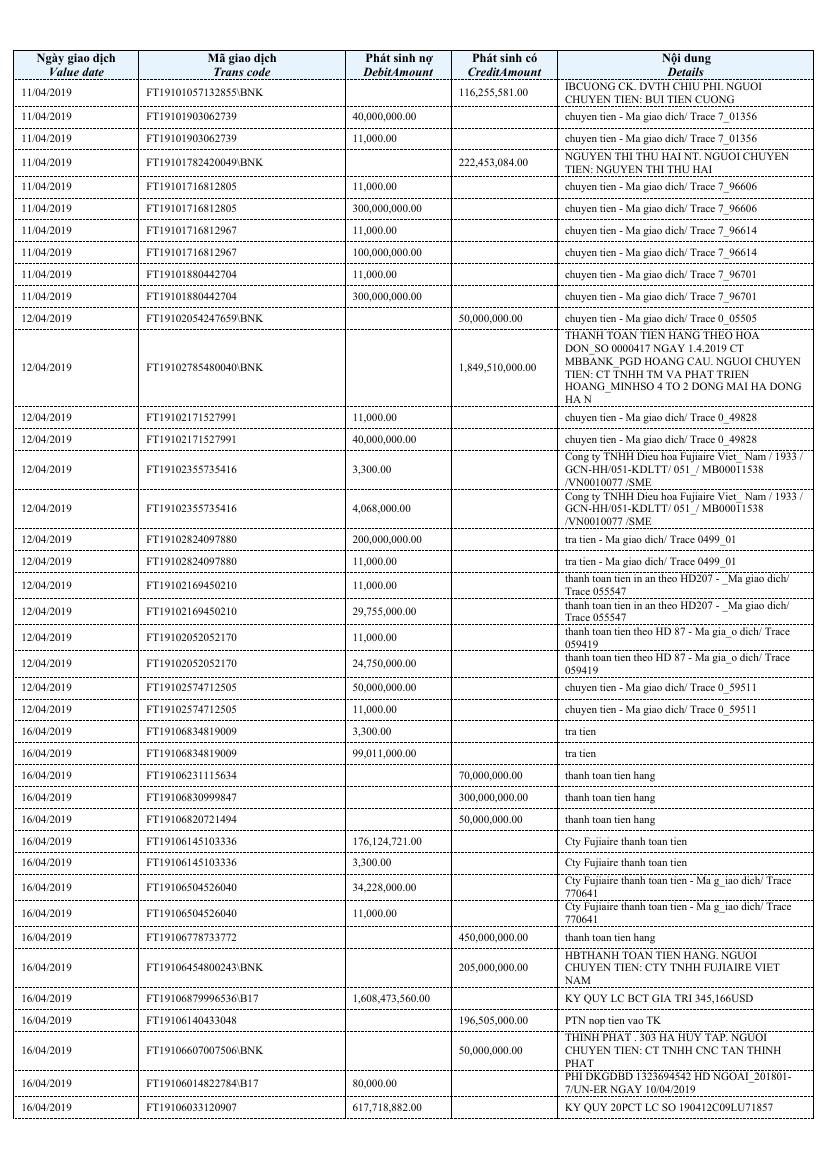 Ngày giao dịch Mã giao dịch Phát sinh nợ Phát sinh có Nội dung
Value date Trans code DebitAmount CreditAmount Details
11/04/2019 FT19101057132855\BNK 116,255,581.00 IBCUONG CK. DVTH CHIU PHI. NGUOI
CHUYEN TIEN: BUI TIEN CUONG
11/04/2019 FT19101903062739 40,000,000.00 chuyen tien - Ma giao dich/ Trace 7_01356
11/04/2019 FT19101903062739 11,000.00 chuyen tien - Ma giao dich/ Trace 7_01356
11/04/2019 FT19101782420049\BNK 222,453,084.00 NGUYEN THI THU HAI NT. NGUOI CHUYEN
TIEN: NGUYEN THI THU HAI
11/04/2019 FT19101716812805 11,000.00 chuyen tien - Ma giao dich/ Trace 7_96606
11/04/2019 FT19101716812805 300,000,000.00 chuyen tien - Ma giao dich/ Trace 7_96606
11/04/2019 FT19101716812967 11,000.00 chuyen tien - Ma giao dich/ Trace 7_96614
11/04/2019 FT19101716812967 100,000,000.00 chuyen tien - Ma giao dich/ Trace 7_96614
11/04/2019 FT19101880442704 11,000.00 chuyen tien - Ma giao dich/ Trace 7_96701
11/04/2019 FT19101880442704 300,000,000.00 chuyen tien - Ma giao dich/ Trace 7_96701
12/04/2019 FT19102054247659\BNK 50,000,000.00 chuyen tien - Ma giao dich/ Trace 0_05505
12/04/2019 FT19102785480040\BNK 1,849,510,000.00 THANH TOAN TIEN HANG THEO HOA
DON_SO 0000417 NGAY 1.4.2019 CT
MBBANK_PGD HOANG CAU. NGUOI CHUYEN
TIEN: CT TNHH TM VA PHAT TRIEN
HOANG_MINHSO 4 TO 2 DONG MAI HA DONG
HA N
12/04/2019 FT19102171527991 11,000.00 chuyen tien - Ma giao dich/ Trace 0_49828
12/04/2019 FT19102171527991 40,000,000.00 chuyen tien - Ma giao dich/ Trace 0_49828
12/04/2019 FT19102355735416 3,300.00 Cong ty TNHH Dieu hoa Fujiaire Viet_ Nam / 1933 /
GCN-HH/051-KDLTT/ 051_/ MB00011538
/VN0010077 /SME
12/04/2019 FT19102355735416 4,068,000.00 Cong ty TNHH Dieu hoa Fujiaire Viet_ Nam / 1933 /
GCN-HH/051-KDLTT/ 051_/ MB00011538
/VN0010077 /SME
12/04/2019 FT19102824097880 200,000,000.00 tra tien - Ma giao dich/ Trace 0499_01
12/04/2019 FT19102824097880 11,000.00 tra tien - Ma giao dich/ Trace 0499_01
12/04/2019 FT19102169450210 11,000.00 thanh toan tien in an theo HD207 - _Ma giao dich/
Trace 055547
12/04/2019 FT19102169450210 29,755,000.00 thanh toan tien in an theo HD207 - _Ma giao dich/
Trace 055547
12/04/2019 FT19102052052170 11,000.00 thanh toan tien theo HD 87 - Ma gia_o dich/ Trace
059419
12/04/2019 FT19102052052170 24,750,000.00 thanh toan tien theo HD 87 - Ma gia_o dich/ Trace
059419
12/04/2019 FT19102574712505 50,000,000.00 chuyen tien - Ma giao dich/ Trace 0_59511
12/04/2019 FT19102574712505 11,000.00 chuyen tien - Ma giao dich/ Trace 0_59511
16/04/2019 FT19106834819009 3,300.00 tra tien
16/04/2019 FT19106834819009 99,011,000.00 tra tien
16/04/2019 FT19106231115634 70,000,000.00 thanh toan tien hang
16/04/2019 FT19106830999847 300,000,000.00 thanh toan tien hang
16/04/2019 FT19106820721494 50,000,000.00 thanh toan tien hang
16/04/2019 FT19106145103336 176,124,721.00 Cty Fujiaire thanh toan tien
16/04/2019 FT19106145103336 3,300.00 Cty Fujiaire thanh toan tien
16/04/2019 FT19106504526040 34,228,000.00 Cty Fujiaire thanh toan tien - Ma g_iao dich/ Trace
770641
16/04/2019 FT19106504526040 11,000.00 Cty Fujiaire thanh toan tien - Ma g_iao dich/ Trace
770641
16/04/2019 FT19106778733772 450,000,000.00 thanh toan tien hang
16/04/2019 FT19106454800243\BNK 205,000,000.00 HBTHANH TOAN TIEN HANG. NGUOI
CHUYEN TIEN: CTY TNHH FUJIAIRE VIET
NAM
16/04/2019 FT19106879996536\B17 1,608,473,560.00 KY QUY LC BCT GIA TRI 345,166USD
16/04/2019 FT19106140433048 196,505,000.00 PTN nop tien vao TK
16/04/2019 FT19106607007506\BNK 50,000,000.00 THINH PHAT . 303 HA HUY TAP. NGUOI
CHUYEN TIEN: CT TNHH CNC TAN THINH
PHAT
16/04/2019 FT19106014822784\B17 80,000.00 PHI DKGDBD 1323694542 HD NGOAI_201801-
7/UN-ER NGAY 10/04/2019
16/04/2019 FT19106033120907 617,718,882.00 KY QUY 20PCT LC SO 190412C09LU71857